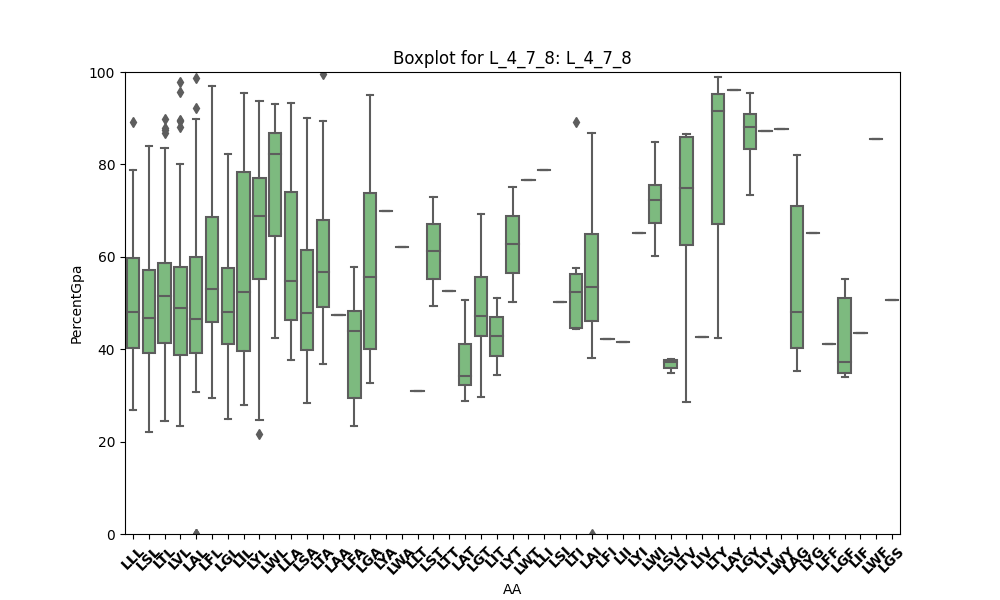 Boxplot for L_4_7_8: L_4_7_8
100
80
60
40
20
0
PercentGpa
LLL LSL LTL LVL LAL LFL LGL LIL LYL LWL LLA LSA LTA LAA LFA LGA LYA LWA LLT LST LTT LAT LGT LIT LYT LWT LLI LSI LTI LAI LFI LII LYI LWI LSV LTV LIV LTY LAY LGY LIY LWY LAG LYG LFF LGF LIF LWF LGS
AA